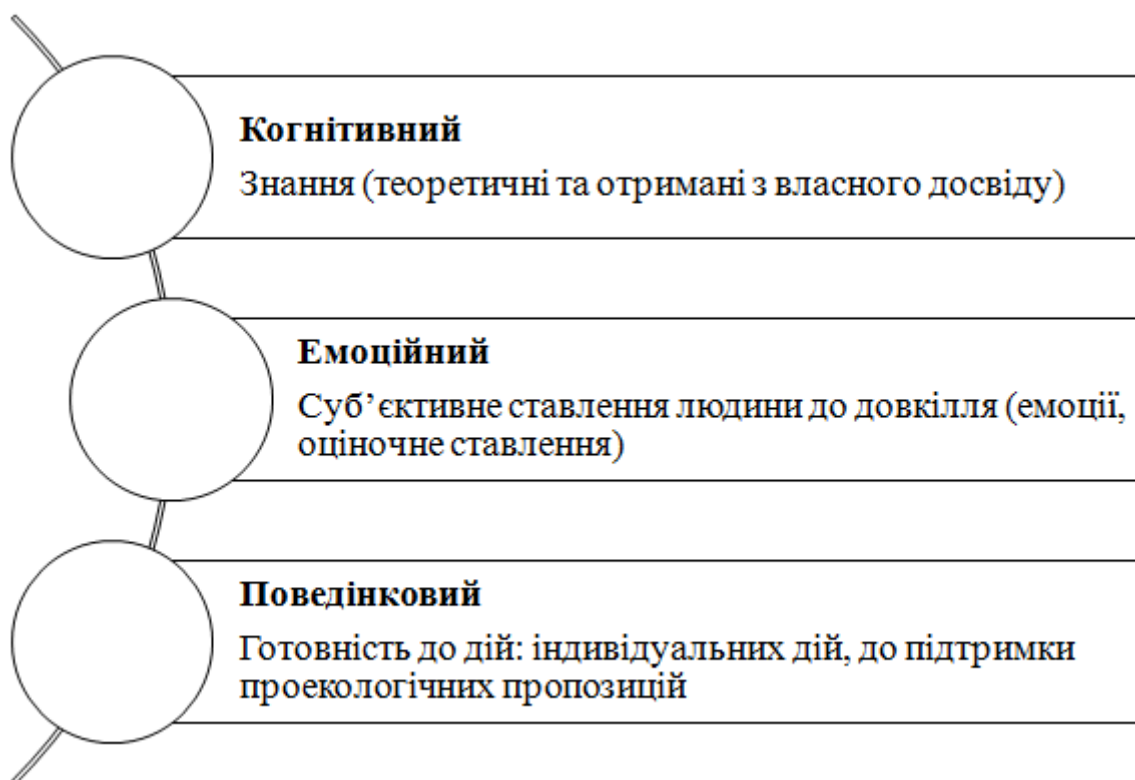 Когнітивний
Знання (теоретичні та отримані з власного досвіду)
Емоційний
Суб’єктивне ставлення людини до довкілля (емоції,
оціночне ставлення)
Поведінковий
Готовність до дій: індивідуальних дій, до підтримки
проекологічних пропозицій